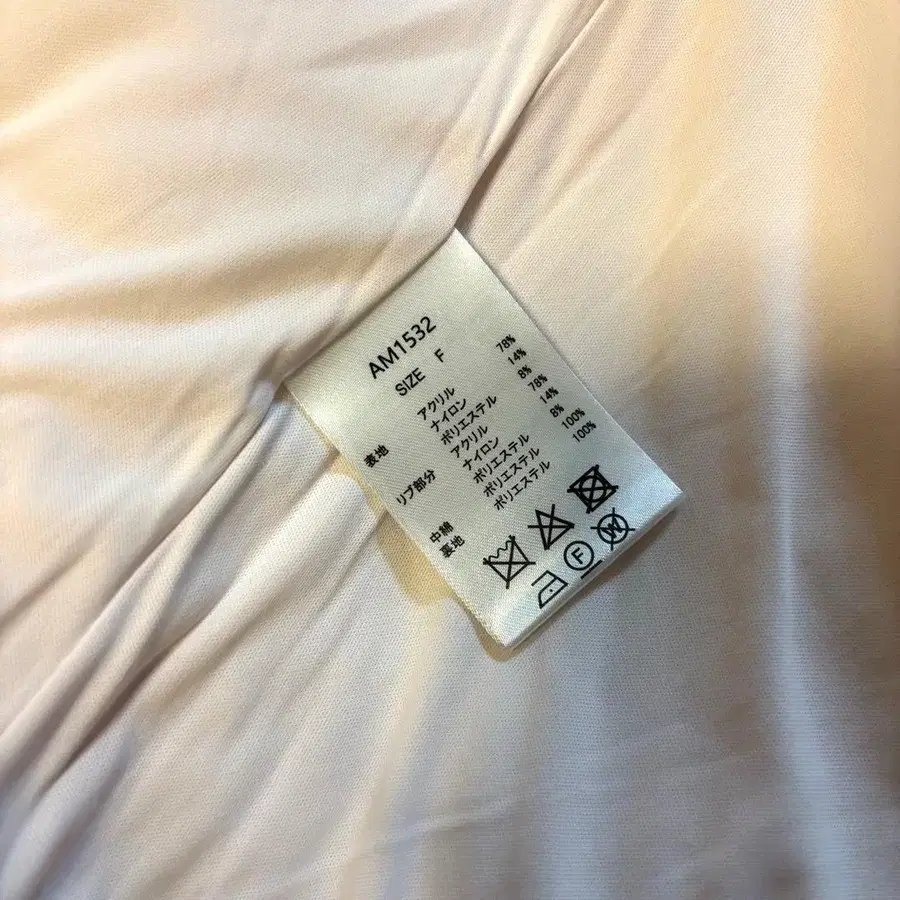 AM1532
SIZE F
表地 アクリル 78%
ナイロン 14%
ポリエステル 8%
リブ部分 アクリル 78%
ナイロン 14%
ポリエステル 8%
中綿 ポリエステル 100%
裏地 ポリエステル 100%
F W